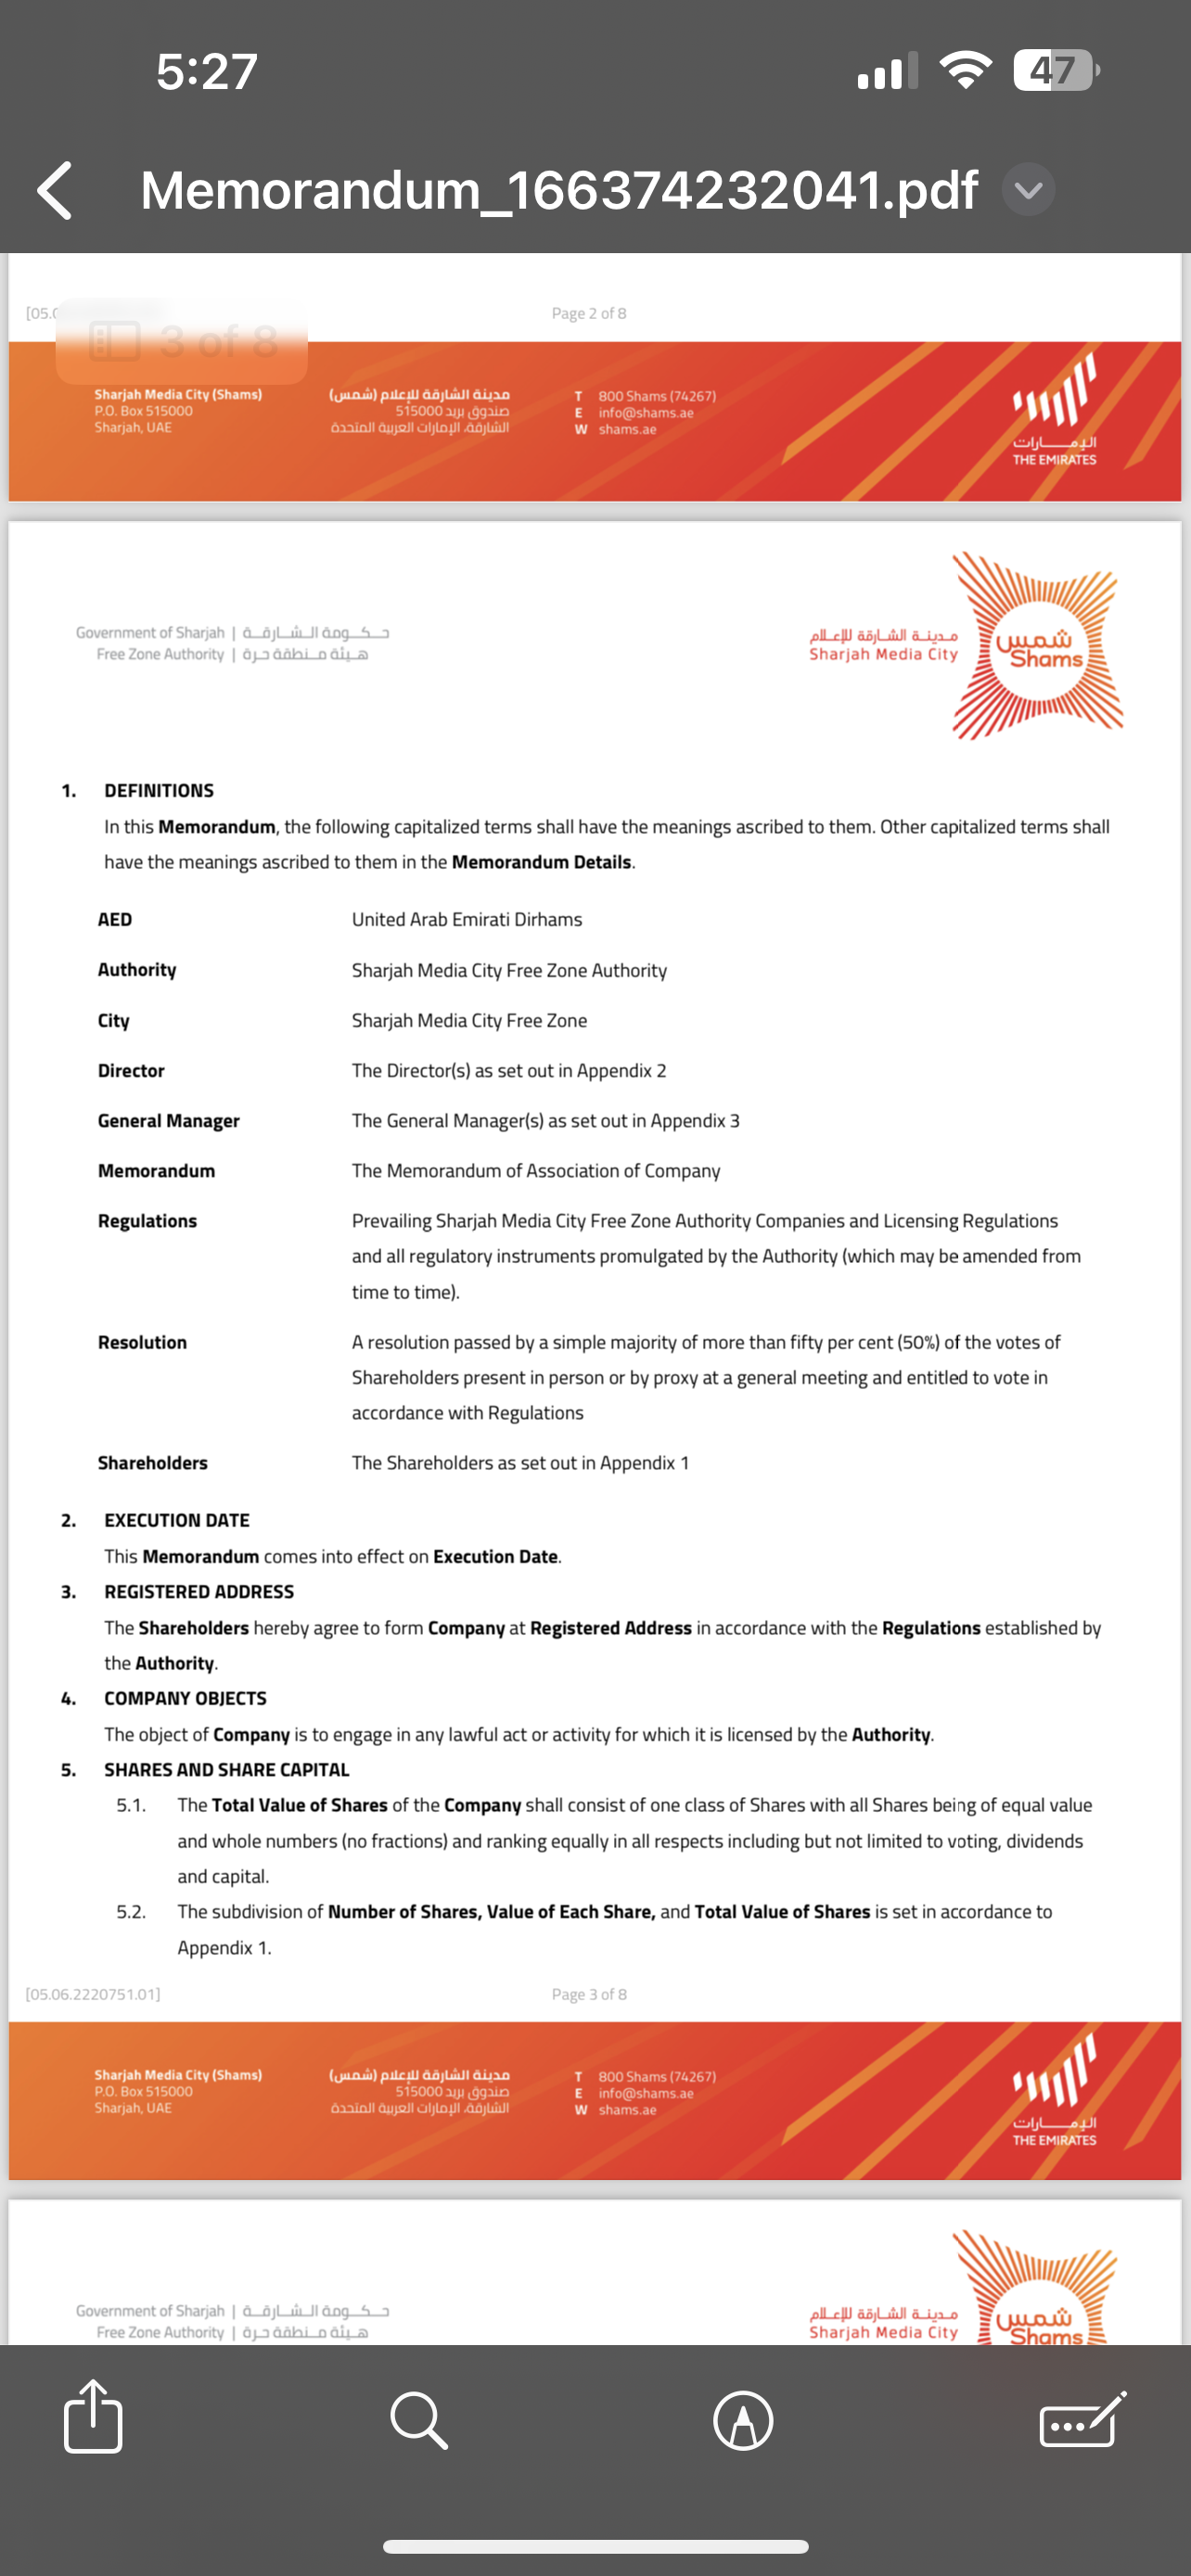 5:27
47
Memorandum_166374232041.pdf
[05.0
Page 2 of 8
3 of 8
Sharjah Media City (Shams)
P.O. Box 515000
Sharjah, UAE
مدينة الشارقة للإعلام (شمس)
صندوق بريد 515000
الشارقة، الإمارات العربية المتحدة
T 800 Shams (74267)
E info@shams.ae
W shams.ae
الإمـــــارات
THE EMIRATES
Government of Sharjah | حـكـومة الـشـارقـة
Free Zone Authority | هـيئة مـنطقة حـرة
مـدينـة الشـارقة للإعـلام
Sharjah Media City
شمس
Shams
1. DEFINITIONS
In this Memorandum, the following capitalized terms shall have the meanings ascribed to them. Other capitalized terms shall
have the meanings ascribed to them in the Memorandum Details.
AED United Arab Emirati Dirhams
Authority Sharjah Media City Free Zone Authority
City Sharjah Media City Free Zone
Director The Director(s) as set out in Appendix 2
General Manager The General Manager(s) as set out in Appendix 3
Memorandum The Memorandum of Association of Company
Regulations Prevailing Sharjah Media City Free Zone Authority Companies and Licensing Regulations
and all regulatory instruments promulgated by the Authority (which may be amended from
time to time).
Resolution A resolution passed by a simple majority of more than fifty per cent (50%) of the votes of
Shareholders present in person or by proxy at a general meeting and entitled to vote in
accordance with Regulations
Shareholders The Shareholders as set out in Appendix 1
2. EXECUTION DATE
This Memorandum comes into effect on Execution Date.
3. REGISTERED ADDRESS
The Shareholders hereby agree to form Company at Registered Address in accordance with the Regulations established by
the Authority.
4. COMPANY OBJECTS
The object of Company is to engage in any lawful act or activity for which it is licensed by the Authority.
5. SHARES AND SHARE CAPITAL
5.1. The Total Value of Shares of the Company shall consist of one class of Shares with all Shares being of equal value
and whole numbers (no fractions) and ranking equally in all respects including but not limited to voting, dividends
and capital.
5.2. The subdivision of Number of Shares, Value of Each Share, and Total Value of Shares is set in accordance to
Appendix 1.
[05.06.2220751.01]
Page 3 of 8
Sharjah Media City (Shams)
P.O. Box 515000
Sharjah, UAE
مدينة الشارقة للإعلام (شمس)
صندوق بريد 515000
الشارقة، الإمارات العربية المتحدة
T 800 Shams (74267)
E info@shams.ae
W shams.ae
الإمـــــارات
THE EMIRATES
Government of Sharjah | حـكـومة الـشـارقـة
Free Zone Authority | هـيئة مـنطقة حـرة
مـدينـة الشـارقة للإعـلام
Sharjah Media City
شمس
Shams